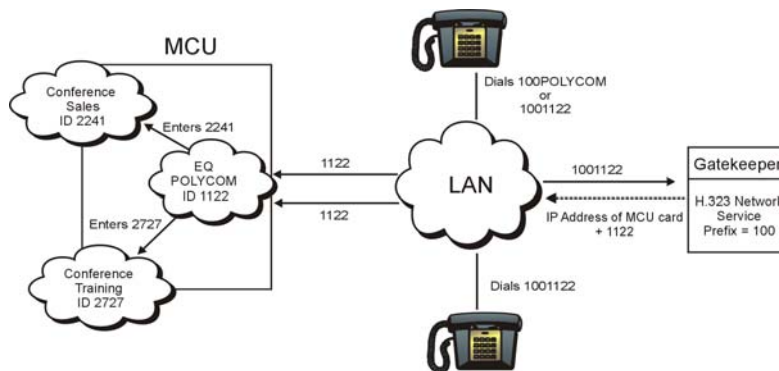 MCU
Conference
Sales
ID 2241
Enters 2241
EQ
POLYCOM
ID 1122
Enters 2727
Conference
Training
ID 2727
1122
1122
Dials 100POLYCOM
or
1001122
LAN
Dials 1001122
1001122
IP Address of MCU card
+ 1122
Gatekeeper
H.323 Network
Service
Prefix = 100